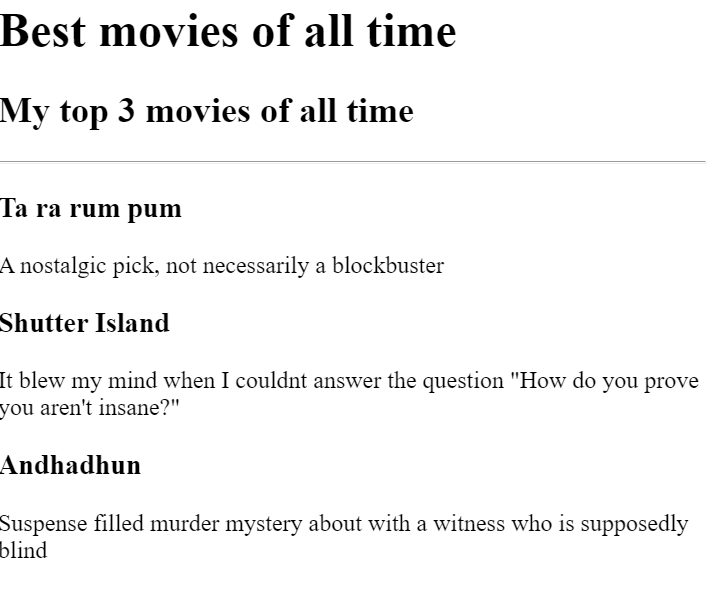 Best movies of all time
My top 3 movies of all time
Ta ra rum pum
A nostalgic pick, not necessarily a blockbuster
Shutter Island
It blew my mind when I couldnt answer the question "How do you prove
you aren't insane?"
Andhadhun
Suspense filled murder mystery about with a witness who is supposedly
blind